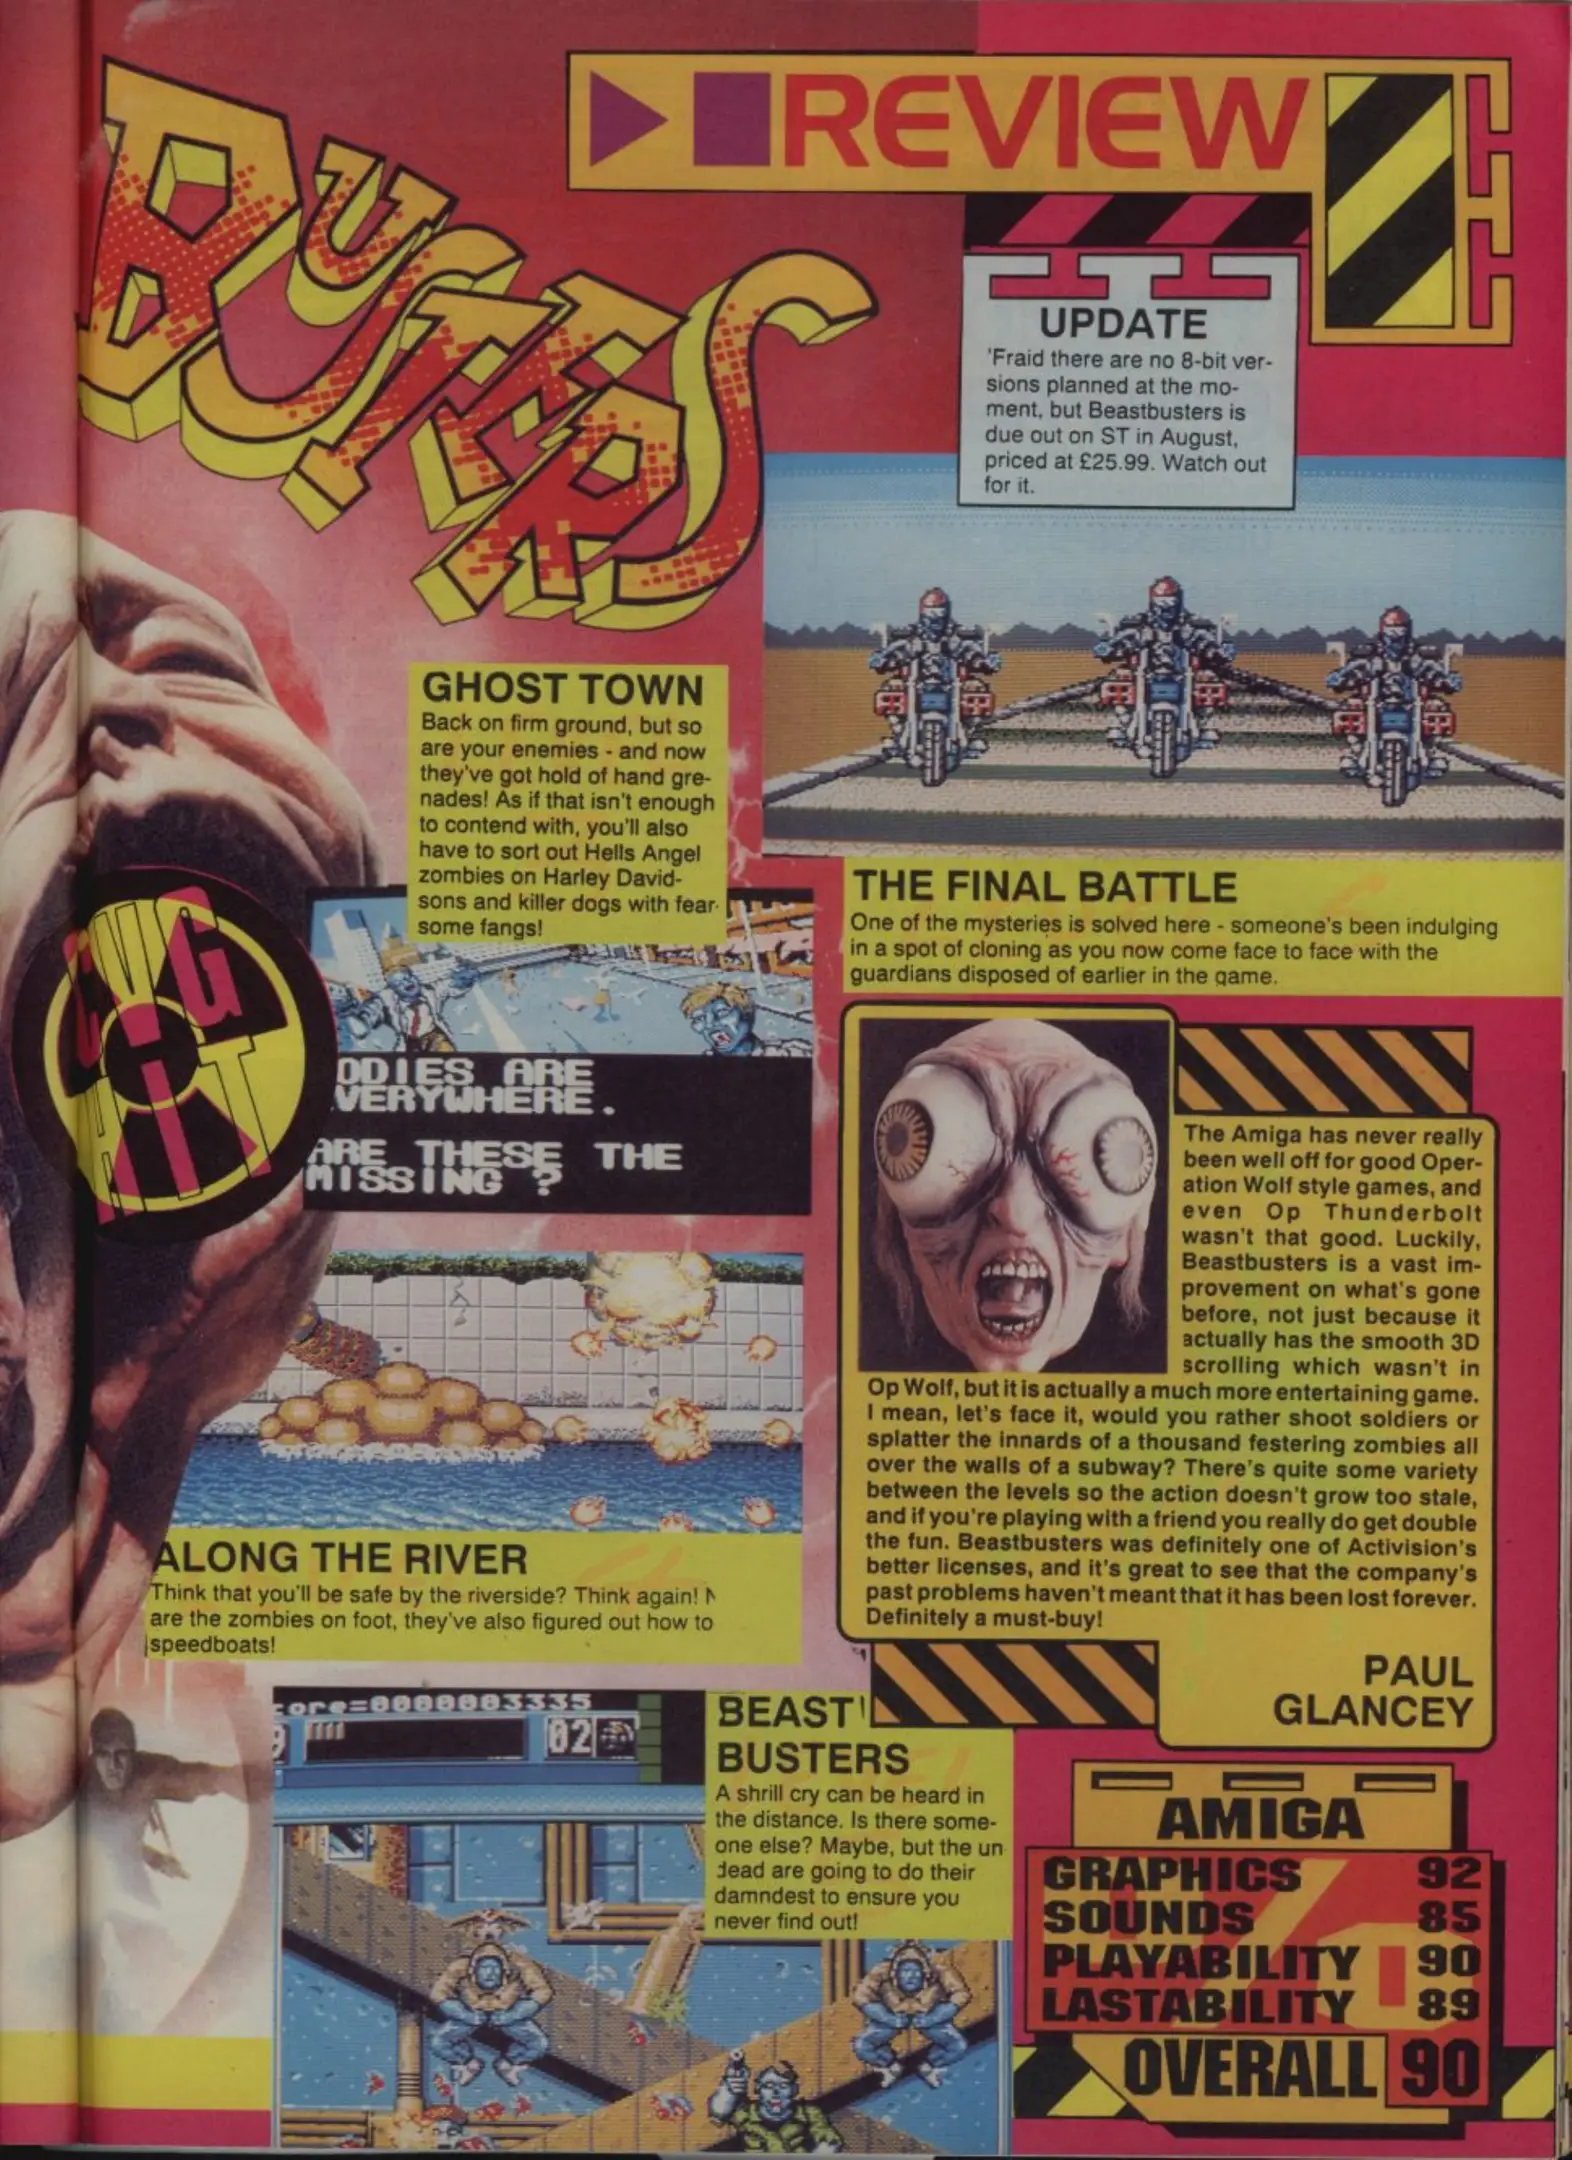 BUSTERS
REVIEW
UPDATE
'Fraid there are no 8-bit ver-
sions planned at the mo-
ment, but Beastbusters is
due out on ST in August,
priced at £25.99. Watch out
for it.
GHOST TOWN
Back on firm ground, but so
are your enemies - and now
they've got hold of hand gre-
nades! As if that isn't enough
to contend with, you'll also
have to sort out Hells Angel
zombies on Harley David-
sons and killer dogs with fear-
some fangs!
THE FINAL BATTLE
One of the mysteries is solved here - someone's been indulging
in a spot of cloning as you now come face to face with the
guardians disposed of earlier in the game.
CVG
HIT
ODIES ARE
VERYWHERE.
ARE THESE THE
MISSING ?
ALONG THE RIVER
Think that you'll be safe by the riverside? Think again! N
are the zombies on foot, they've also figured out how to
speedboats!
The Amiga has never really
been well off for good Oper-
ation Wolf style games, and
even Op Thunderbolt
wasn't that good. Luckily,
Beastbusters is a vast im-
provement on what's gone
before, not just because it
actually has the smooth 3D
scrolling which wasn't in
Op Wolf, but it is actually a much more entertaining game.
I mean, let's face it, would you rather shoot soldiers or
splatter the innards of a thousand festering zombies all
over the walls of a subway? There's quite some variety
between the levels so the action doesn't grow too stale,
and if you're playing with a friend you really do get double
the fun. Beastbusters was definitely one of Activision's
better licenses, and it's great to see that the company's
past problems haven't meant that it has been lost forever.
Definitely a must-buy!
PAUL
GLANCEY
core=0000003335
02
BEAST
BUSTERS
A shrill cry can be heard in
the distance. Is there some-
one else? Maybe, but the un
dead are going to do their
damndest to ensure you
never find out!
AMIGA
%
GRAPHICS 92
SOUNDS 85
PLAYABILITY 90
LASTABILITY 89
OVERALL 90